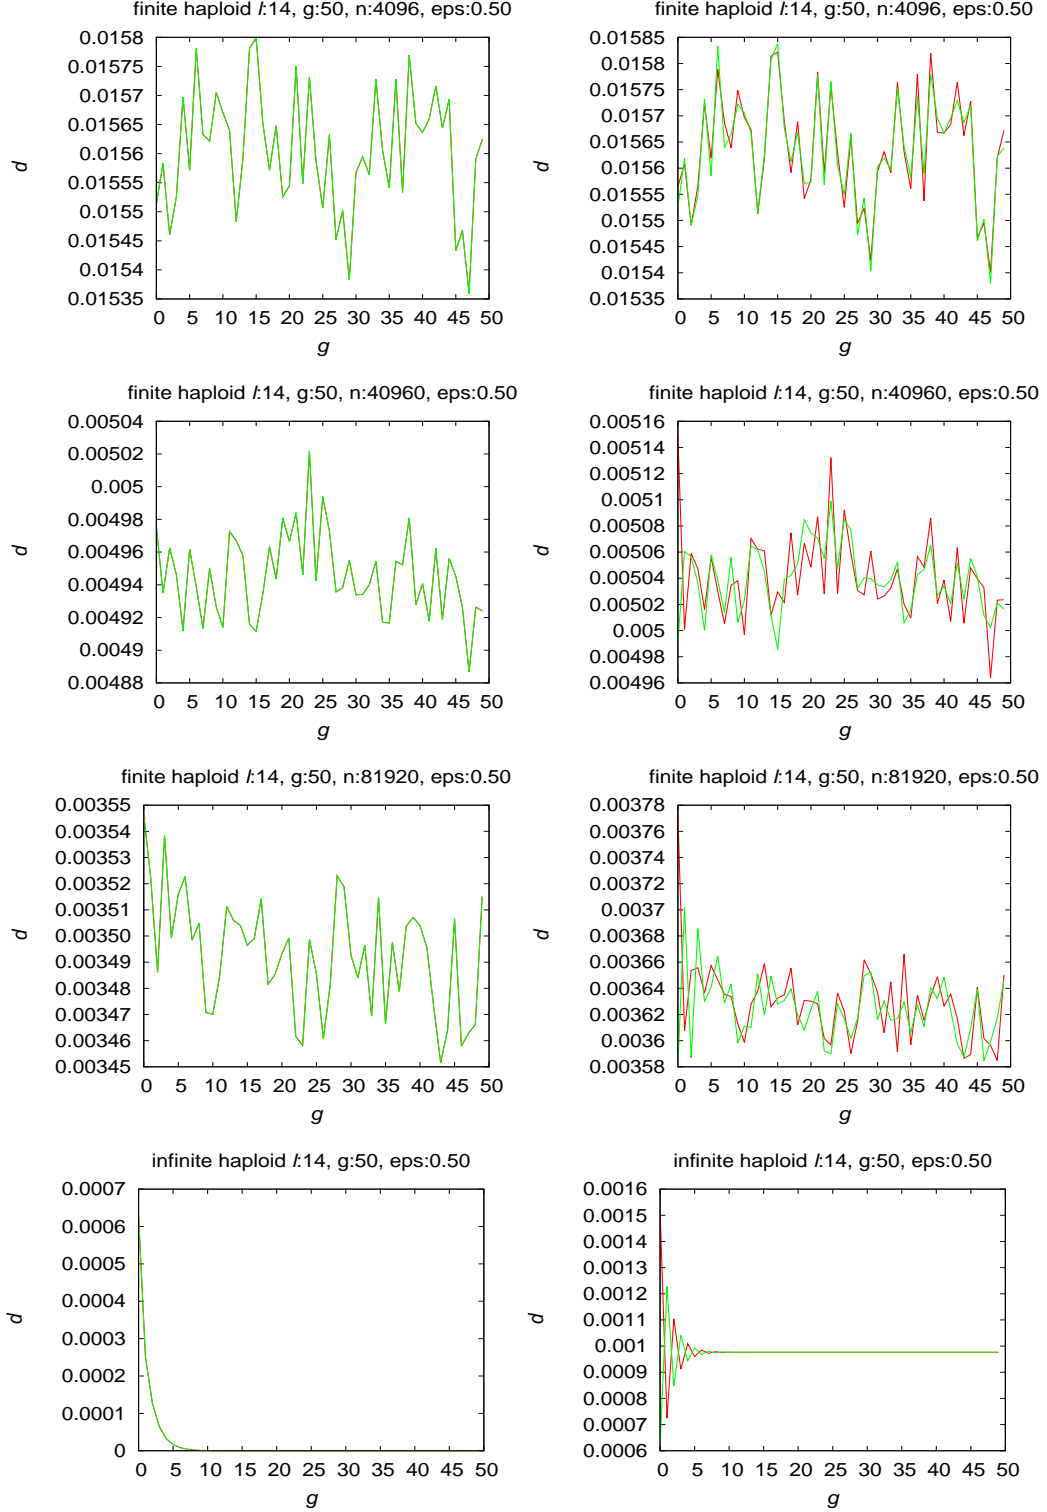 finite haploid l:14, g:50, n:4096, eps:0.50
0.0158
0.01575
0.0157
0.01565
0.0156
0.01555
0.0155
0.01545
0.0154
0.01535
d
0 5 10 15 20 25 30 35 40 45 50
g
finite haploid l:14, g:50, n:4096, eps:0.50
0.01585
0.0158
0.01575
0.0157
0.01565
0.0156
0.01555
0.0155
0.01545
0.0154
0.01535
d
0 5 10 15 20 25 30 35 40 45 50
g
finite haploid l:14, g:50, n:40960, eps:0.50
0.00504
0.00502
0.005
0.00498
0.00496
0.00494
0.00492
0.0049
0.00488
d
0 5 10 15 20 25 30 35 40 45 50
g
finite haploid l:14, g:50, n:40960, eps:0.50
0.00516
0.00514
0.00512
0.0051
0.00508
0.00506
0.00504
0.00502
0.005
0.00498
0.00496
d
0 5 10 15 20 25 30 35 40 45 50
g
finite haploid l:14, g:50, n:81920, eps:0.50
0.00355
0.00354
0.00353
0.00352
0.00351
0.00350
0.00349
0.00348
0.00347
0.00346
0.00345
d
0 5 10 15 20 25 30 35 40 45 50
g
finite haploid l:14, g:50, n:81920, eps:0.50
0.00378
0.00376
0.00374
0.00372
0.0037
0.00368
0.00366
0.00364
0.00362
0.0036
0.00358
d
0 5 10 15 20 25 30 35 40 45 50
g
infinite haploid l:14, g:50, eps:0.50
0.0007
0.0006
0.0005
0.0004
0.0003
0.0002
0.0001
0
d
0 5 10 15 20 25 30 35 40 45 50
g
infinite haploid l:14, g:50, eps:0.50
0.0016
0.0015
0.0014
0.0013
0.0012
0.0011
0.001
0.0009
0.0008
0.0007
0.0006
d
0 5 10 15 20 25 30 35 40 45 50
g